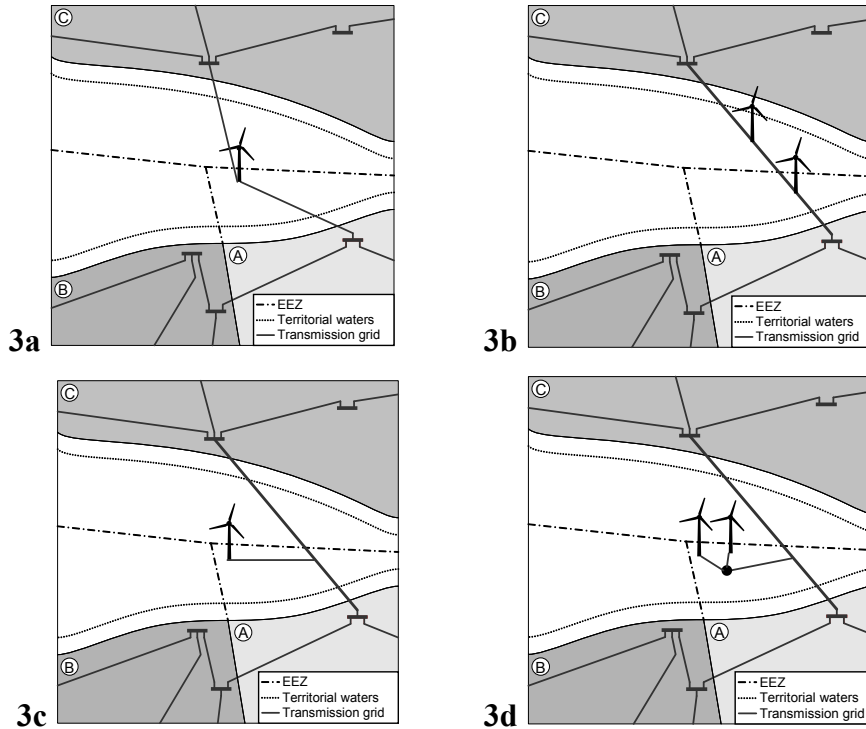 C
A
B
EEZ
Territorial waters
Transmission grid
3a
C
A
B
EEZ
Territorial waters
Transmission grid
3b
C
A
B
EEZ
Territorial waters
Transmission grid
3c
C
A
B
EEZ
Territorial waters
Transmission grid
3d